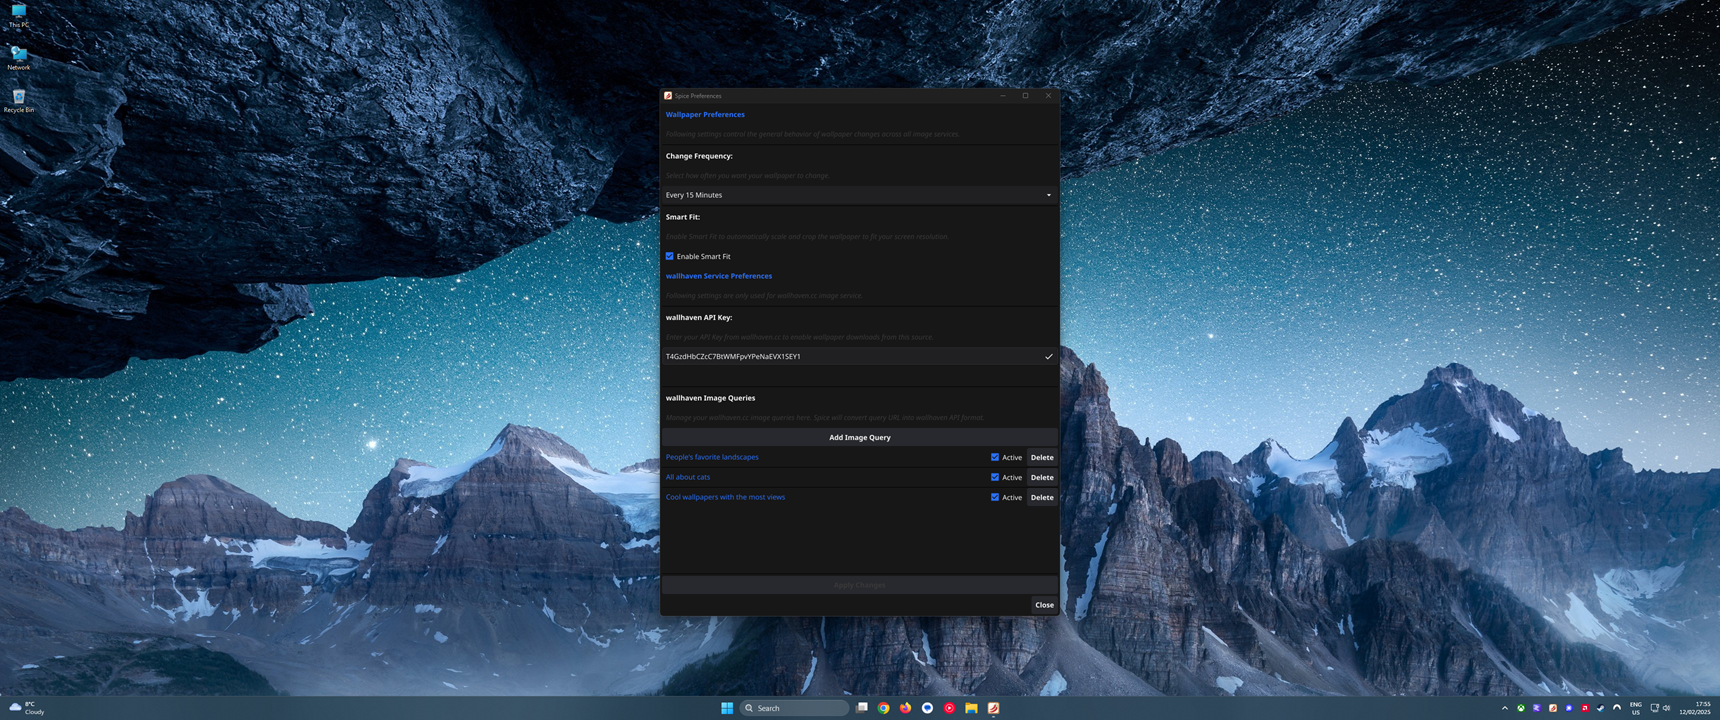 This PC
Network
Recycle Bin
Spice Preferences
Wallpaper Preferences
Following settings control the general behavior of wallpaper changes across all image services.
Change Frequency:
Select how often you want your wallpaper to change.
Every 15 Minutes
Smart Fit:
Enable Smart Fit to automatically scale and crop the wallpaper to fit your screen resolution.
Enable Smart Fit
wallhaven Service Preferences
Following settings are only used for wallhaven.cc image service.
wallhaven API Key:
Enter your API Key from wallhaven.cc to enable wallpaper downloads from this source.
T4GzdHbCZcC7BtWMFpvYPeNaEVX1SEY1
wallhaven Image Queries
Manage your wallhaven.cc image queries here. Spice will convert query URL into wallhaven API format.
Add Image Query
People's favorite landscapes Active Delete
All about cats Active Delete
Cool wallpapers with the most views Active Delete
Apply Changes
Close
8°C
Cloudy
Search
ENG
US
17:55
12/02/2025